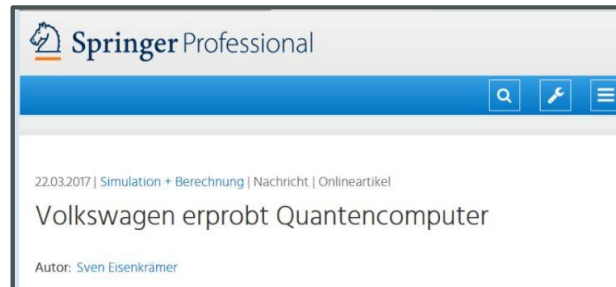 Springer Professional
22.03.2017 | Simulation + Berechnung | Nachricht | Onlineartikel
Volkswagen erprobt Quantencomputer
Autor: Sven Eisenkrämer